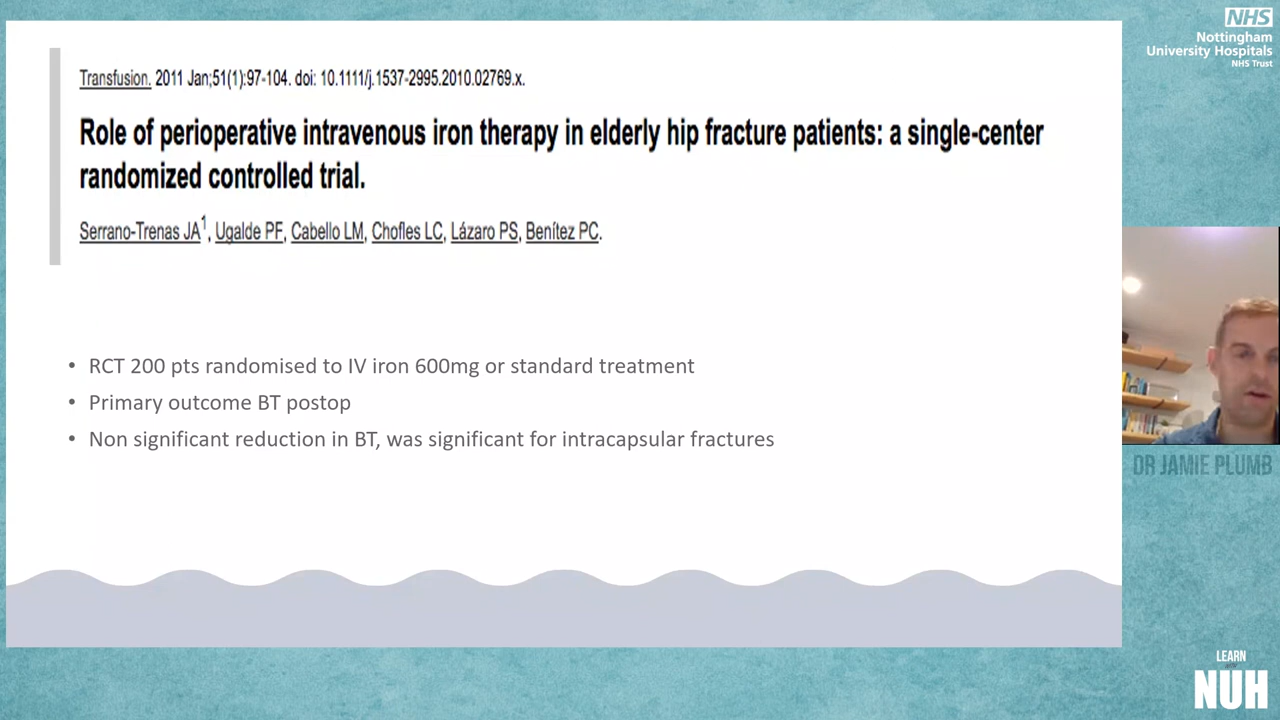 Transfusion. 2011 Jan;51(1):97-104. doi: 10.1111/j.1537-2995.2010.02769.x.
Role of perioperative intravenous iron therapy in elderly hip fracture patients: a single-center
randomized controlled trial.
Serrano-Trenas JA1, Ugalde PF, Cabello LM, Chofles LC, Lázaro PS, Benítez PC.
• RCT 200 pts randomised to IV iron 600mg or standard treatment
• Primary outcome BT postop
• Non significant reduction in BT, was significant for intracapsular fractures
NHS
Nottingham
University Hospitals
NHS Trust
DR JAMIE PLUMB
LEARN
NUH